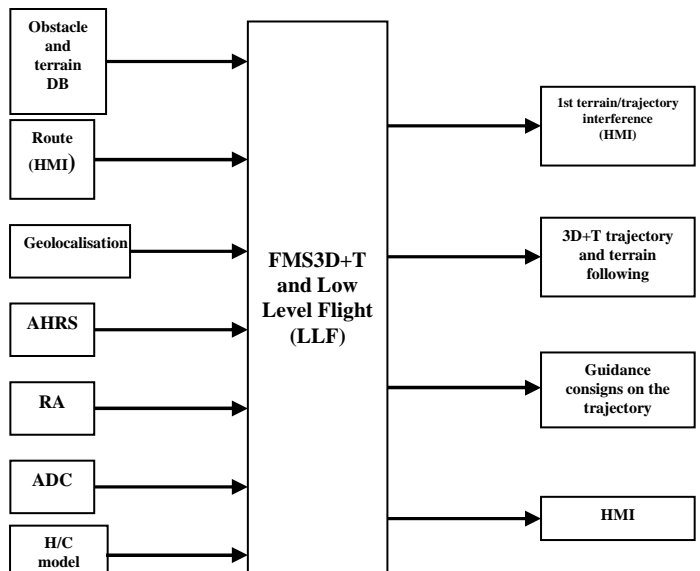 Obstacle
and
terrain
DB
Route
(HMI)
Geolocalisation
AHRS
RA
ADC
H/C
model
FMS3D+T
and Low
Level Flight
(LLF)
1st terrain/trajectory
interference
(HMI)
3D+T trajectory
and terrain
following
Guidance
consigns on the
trajectory
HMI